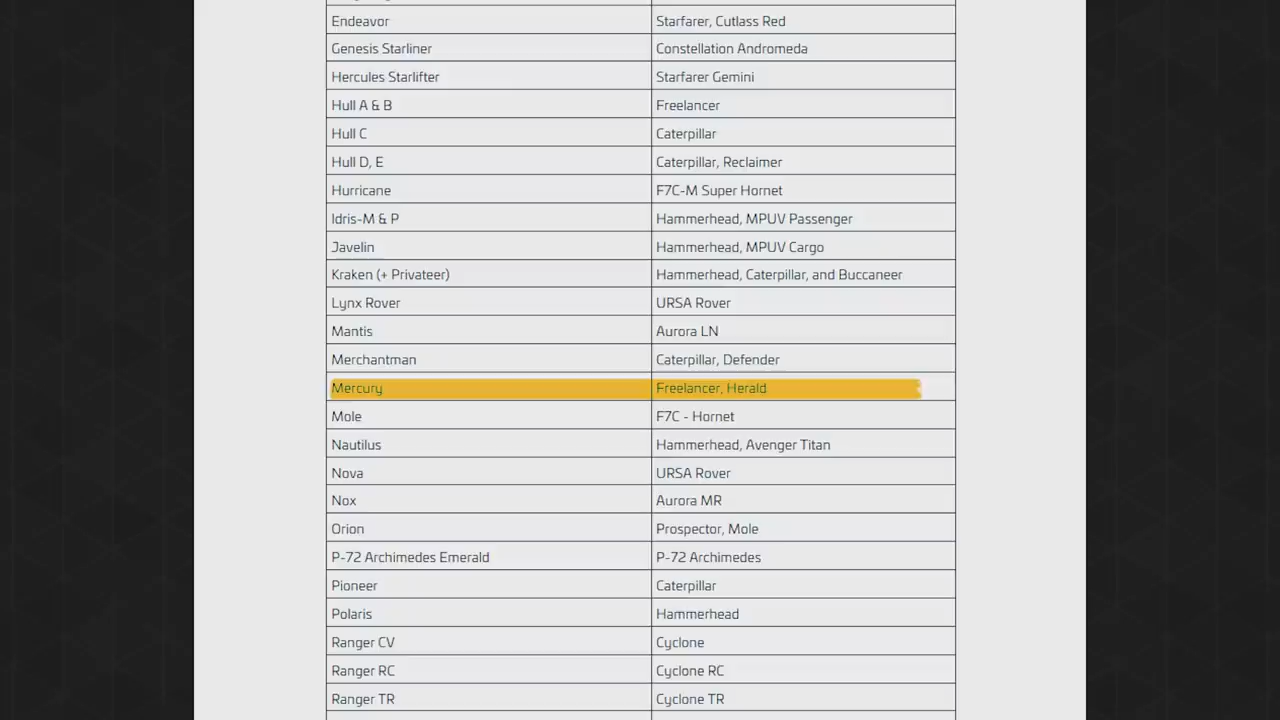 Endeavor Starfarer, Cutlass Red
Genesis Starliner Constellation Andromeda
Hercules Starlifter Starfarer Gemini
Hull A & B Freelancer
Hull C Caterpillar
Hull D, E Caterpillar, Reclaimer
Hurricane F7C-M Super Hornet
Idris-M & P Hammerhead, MPUV Passenger
Javelin Hammerhead, MPUV Cargo
Kraken (+ Privateer) Hammerhead, Caterpillar, and Buccaneer
Lynx Rover URSA Rover
Mantis Aurora LN
Merchantman Caterpillar, Defender
Mercury Freelancer, Herald
Mole F7C - Hornet
Nautilus Hammerhead, Avenger Titan
Nova URSA Rover
Nox Aurora MR
Orion Prospector, Mole
P-72 Archimedes Emerald P-72 Archimedes
Pioneer Caterpillar
Polaris Hammerhead
Ranger CV Cyclone
Ranger RC Cyclone RC
Ranger TR Cyclone TR